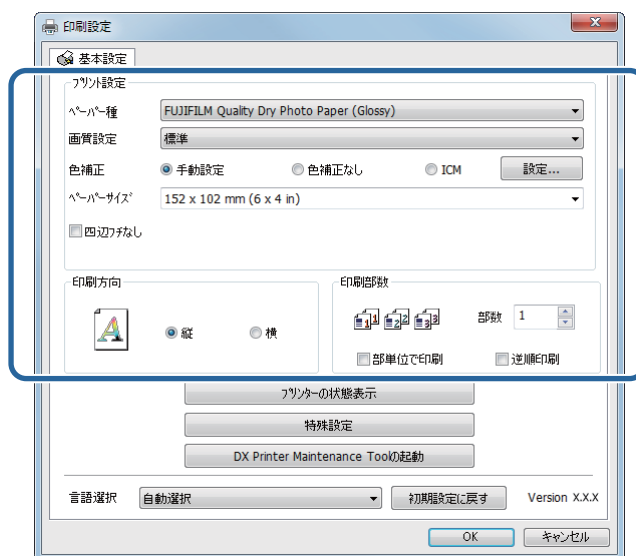 印刷設定
基本設定
プリント設定
ペーパー種 FUJIFILM Quality Dry Photo Paper (Glossy)
画質設定 標準
色補正 手動設定 色補正なし ICM 設定...
ペーパーサイズ 152 x 102 mm (6 x 4 in)
四辺フチなし
印刷方向
縦 横
印刷部数
1 1 2 2 3 3 部数 1
部単位で印刷 逆順印刷
プリンターの状態表示
特殊設定
DX Printer Maintenance Toolの起動
言語選択 自動選択 初期設定に戻す Version X.X.X
OK キャンセル